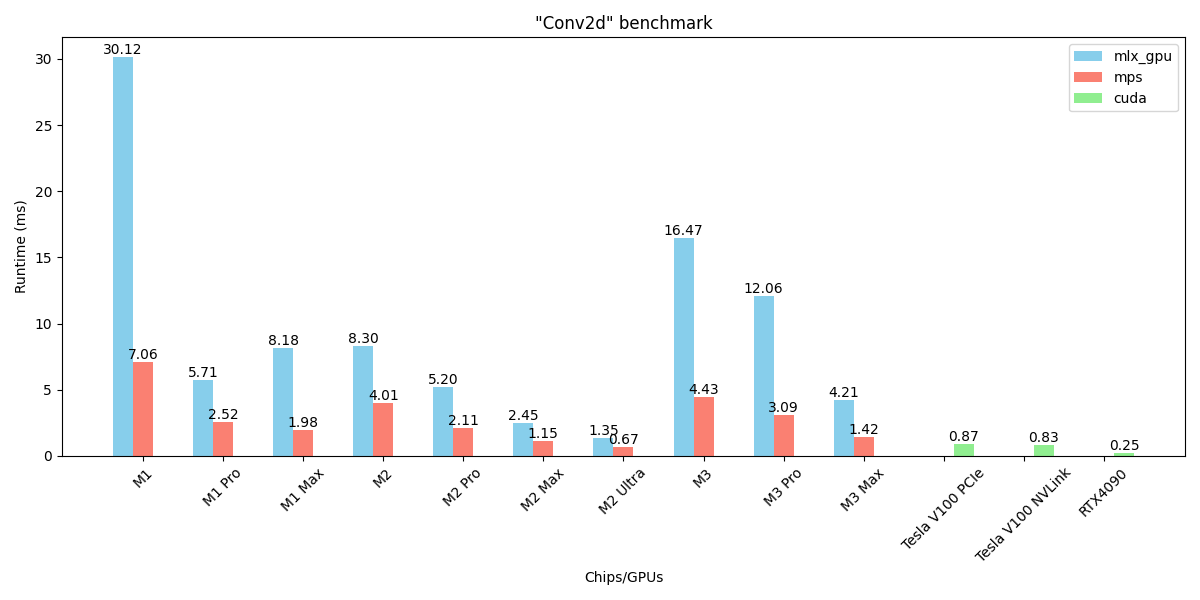 "Conv2d" benchmark
mlx_gpu
mps
cuda
Runtime (ms)
30
25
20
15
10
5
0
30.12
7.06
5.71
2.52
8.18
1.98
8.30
4.01
5.20
2.11
2.45
1.15
1.35
0.67
16.47
4.43
12.06
3.09
4.21
1.42
0.87
0.83
0.25
M1
M1 Pro
M1 Max
M2
M2 Pro
M2 Max
M2 Ultra
M3
M3 Pro
M3 Max
Tesla V100 PCIe
Tesla V100 NVLink
RTX4090
Chips/GPUs